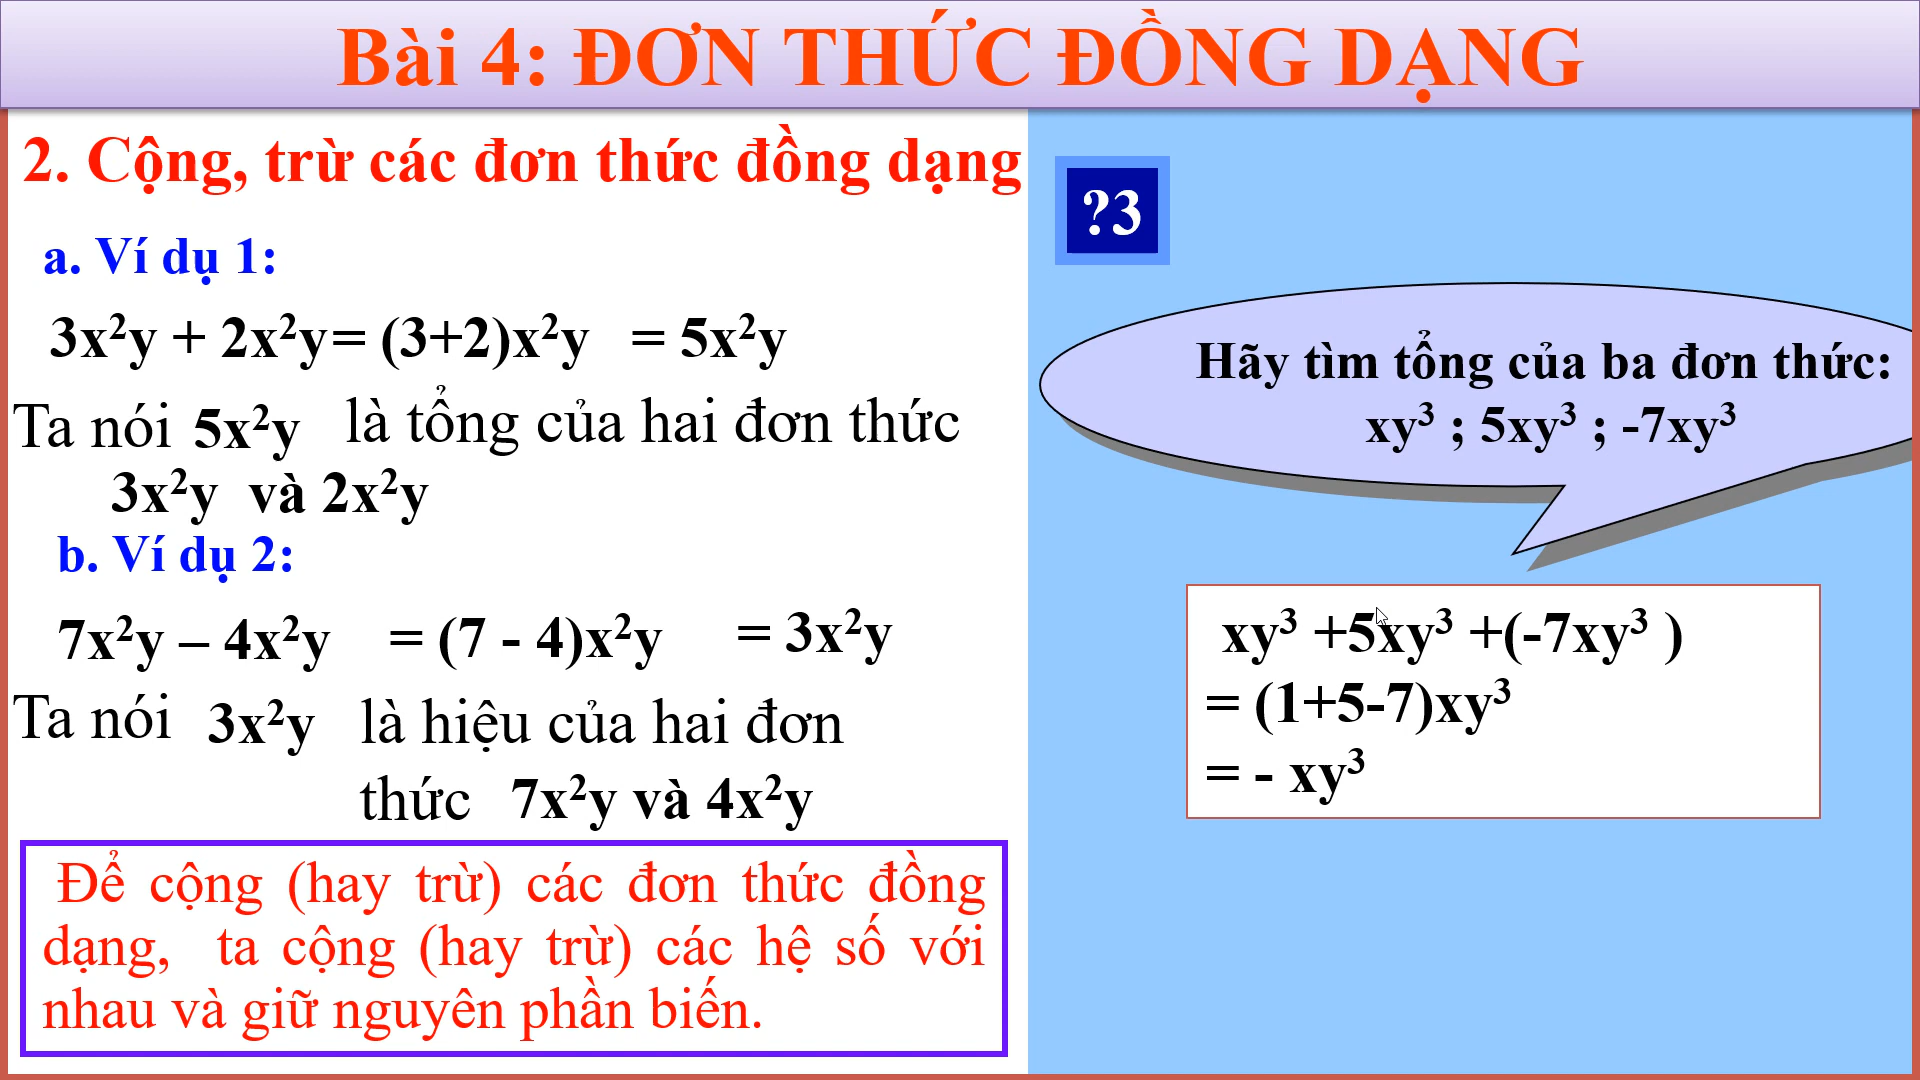 Bài 4: ĐƠN THỨC ĐỒNG DẠNG
2. Cộng, trừ các đơn thức đồng dạng
a. Ví dụ 1:
3x²y + 2x²y = (3+2)x²y = 5x²y
Ta nói 5x²y là tổng của hai đơn thức
3x²y và 2x²y
b. Ví dụ 2:
7x²y – 4x²y = (7 - 4)x²y = 3x²y
Ta nói 3x²y là hiệu của hai đơn
thức 7x²y và 4x²y
Để cộng (hay trừ) các đơn thức đồng
dạng, ta cộng (hay trừ) các hệ số với
nhau và giữ nguyên phần biến.
?3
Hãy tìm tổng của ba đơn thức:
xy³ ; 5xy³ ; -7xy³
xy³ +5xy³ +(-7xy³ )
= (1+5-7)xy³
= - xy³